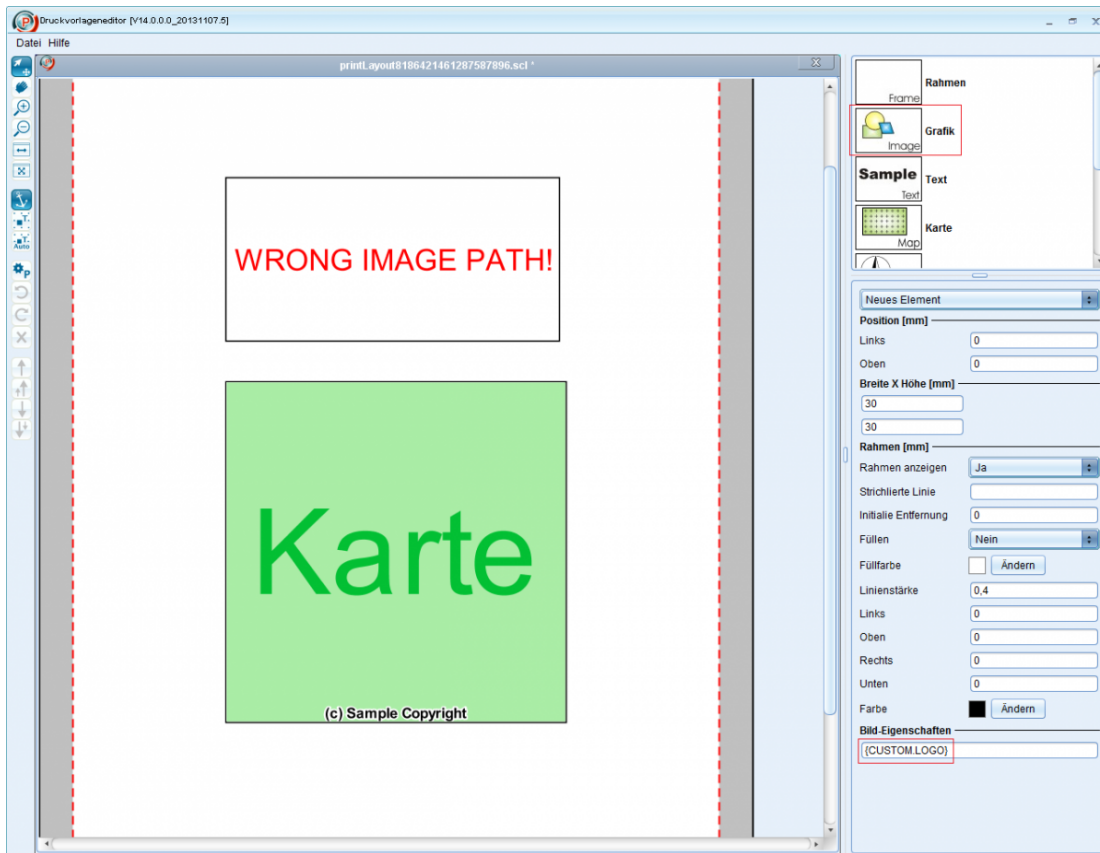 Druckvorlageneditor [V14.0.0.0_20131107.5]
Datei Hilfe
printLayout8186421461287587896.scl *
WRONG IMAGE PATH!
Karte
(c) Sample Copyright
Auto
P
Frame
Rahmen
Image
Grafik
Sample
Text
Text
Map
Karte
Neues Element
Position [mm]
Links 0
Oben 0
Breite X Höhe [mm]
30
30
Rahmen [mm]
Rahmen anzeigen Ja
Strichlierte Linie
Initialie Entfernung 0
Füllen Nein
Füllfarbe Ändern
Linienstärke 0,4
Links 0
Oben 0
Rechts 0
Unten 0
Farbe Ändern
Bild-Eigenschaften
{CUSTOM.LOGO}